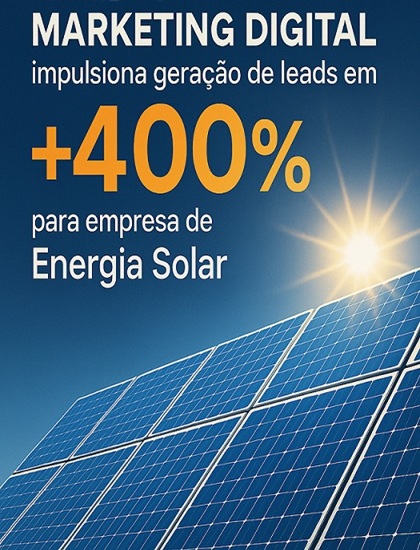 MARKETING DIGITAL
impulsiona geração de leads em
+400%
para empresa de
Energia Solar